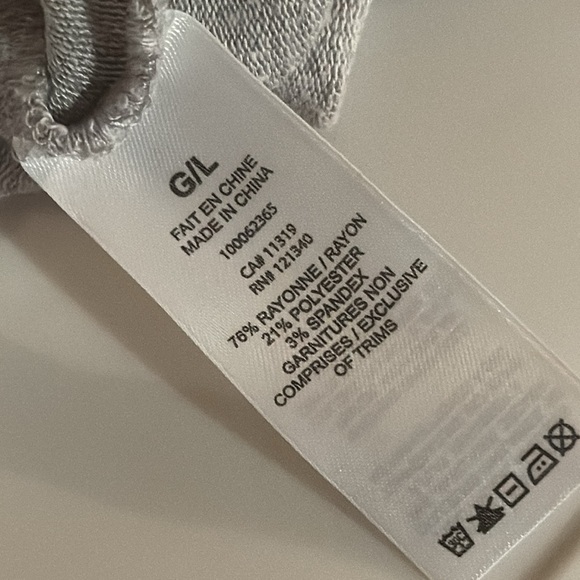 G/L
FAIT EN CHINE
MADE IN CHINA
100062365
CA# 11319
RN# 121340
76% RAYONNE / RAYON
21% POLYESTER
3% SPANDEX
GARNITURES NON
COMPRISES / EXCLUSIVE
OF TRIMS